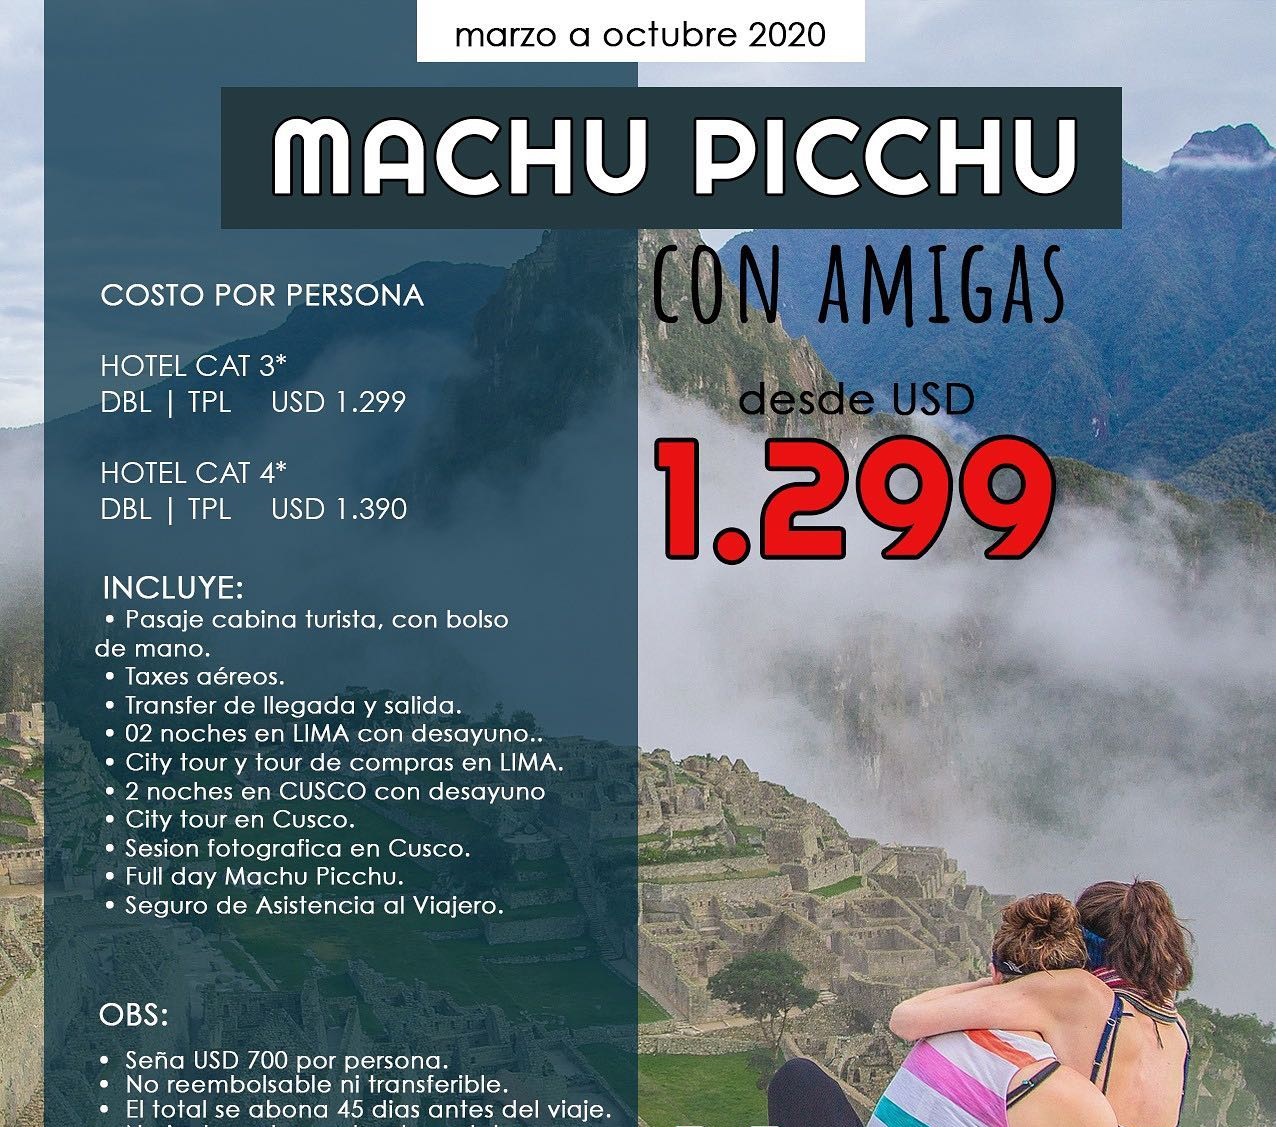 marzo a octubre 2020
MACHU PICCHU
CON AMIGAS
desde USD
1.299
COSTO POR PERSONA
HOTEL CAT 3*
DBL | TPL USD 1.299
HOTEL CAT 4*
DBL | TPL USD 1.390
INCLUYE:
• Pasaje cabina turista, con bolso
de mano.
• Taxes aéreos.
• Transfer de llegada y salida.
• 02 noches en LIMA con desayuno..
• City tour y tour de compras en LIMA.
• 2 noches en CUSCO con desayuno
• City tour en Cusco.
• Sesion fotografica en Cusco.
• Full day Machu Picchu.
• Seguro de Asistencia al Viajero.
OBS:
• Seña USD 700 por persona.
• No reembolsable ni transferible.
• El total se abona 45 dias antes del viaje.